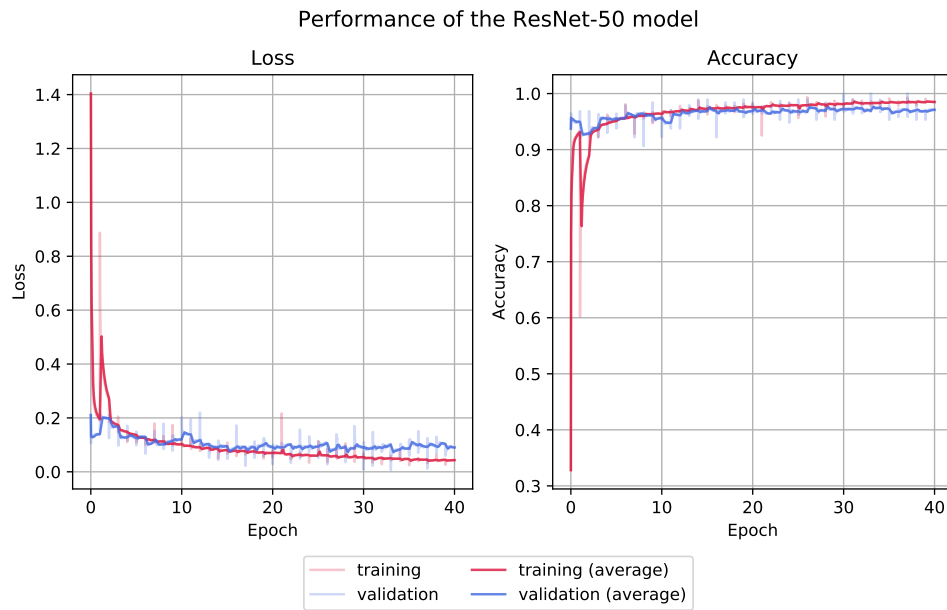 Performance of the ResNet-50 model
Loss
Accuracy
1.4
1.2
1.0
0.8
0.6
0.4
0.2
0.0
Loss
0 10 20 30 40
Epoch
1.0
0.9
0.8
0.7
0.6
0.5
0.4
0.3
Accuracy
0 10 20 30 40
Epoch
training
validation
training (average)
validation (average)